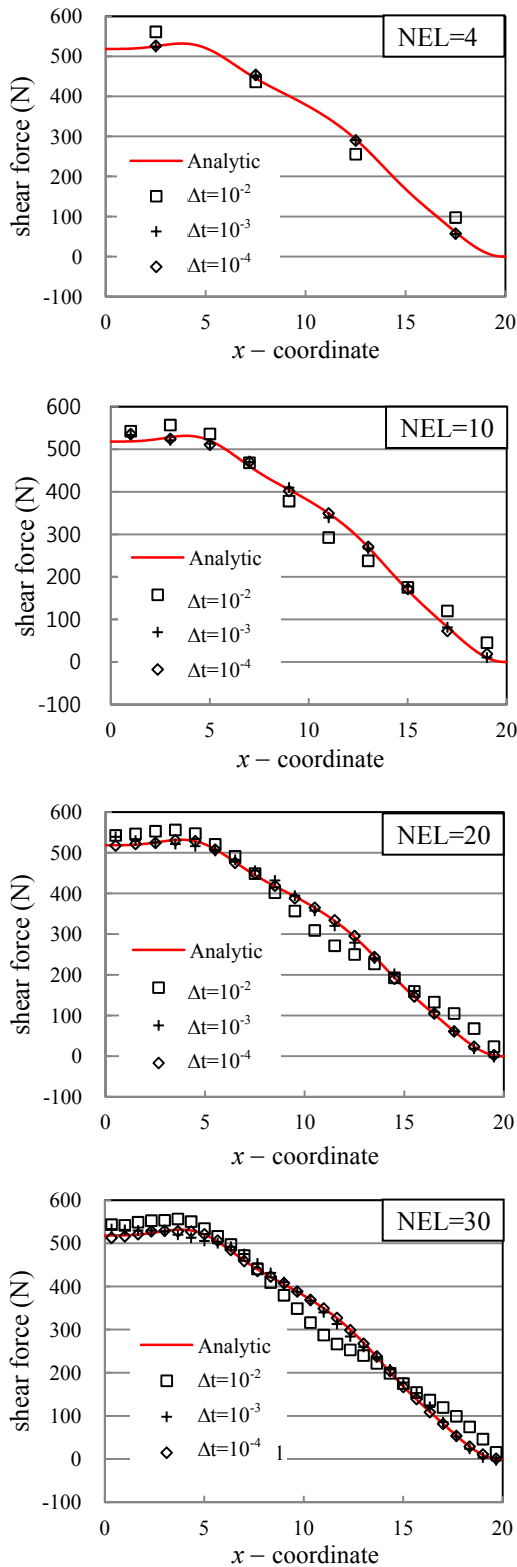 600
500
400
300
200
100
0
-100
shear force (N)
NEL=4
Analytic
Δt=10⁻²
Δt=10⁻³
Δt=10⁻⁴
0 5 10 15 20
x − coordinate
600
500
400
300
200
100
0
-100
shear force (N)
NEL=10
Analytic
Δt=10⁻²
Δt=10⁻³
Δt=10⁻⁴
0 5 10 15 20
x − coordinate
600
500
400
300
200
100
0
-100
shear force (N)
NEL=20
Analytic
Δt=10⁻²
Δt=10⁻³
Δt=10⁻⁴
0 5 10 15 20
x − coordinate
600
500
400
300
200
100
0
-100
shear force (N)
NEL=30
Analytic
Δt=10⁻²
Δt=10⁻³
Δt=10⁻⁴ l
0 5 10 15 20
x − coordinate